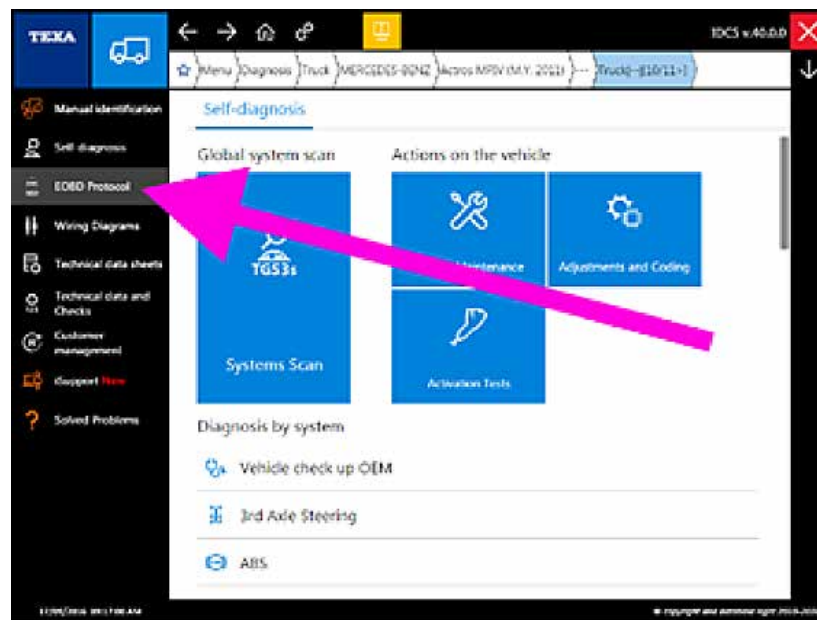 TEXA
IDC5 v.40.0.0
Menu
Diagnosis
Truck
MERCEDES-BENZ
Actros MPIV (M.Y. 2011)
---
Manual identification
Self-diagnosis
Self diagnosis
Global system scan
Actions on the vehicle
EOBD Protocol
Wiring Diagrams
TGS3s
Maintenance
Adjustments and Coding
Technical data sheets
Technical data and
Checks
Customer
management
Systems Scan
Activation Tests
iSupport New
Solved Problems
Diagnosis by system
Vehicle check up OEM
3rd Axle Steering
ABS